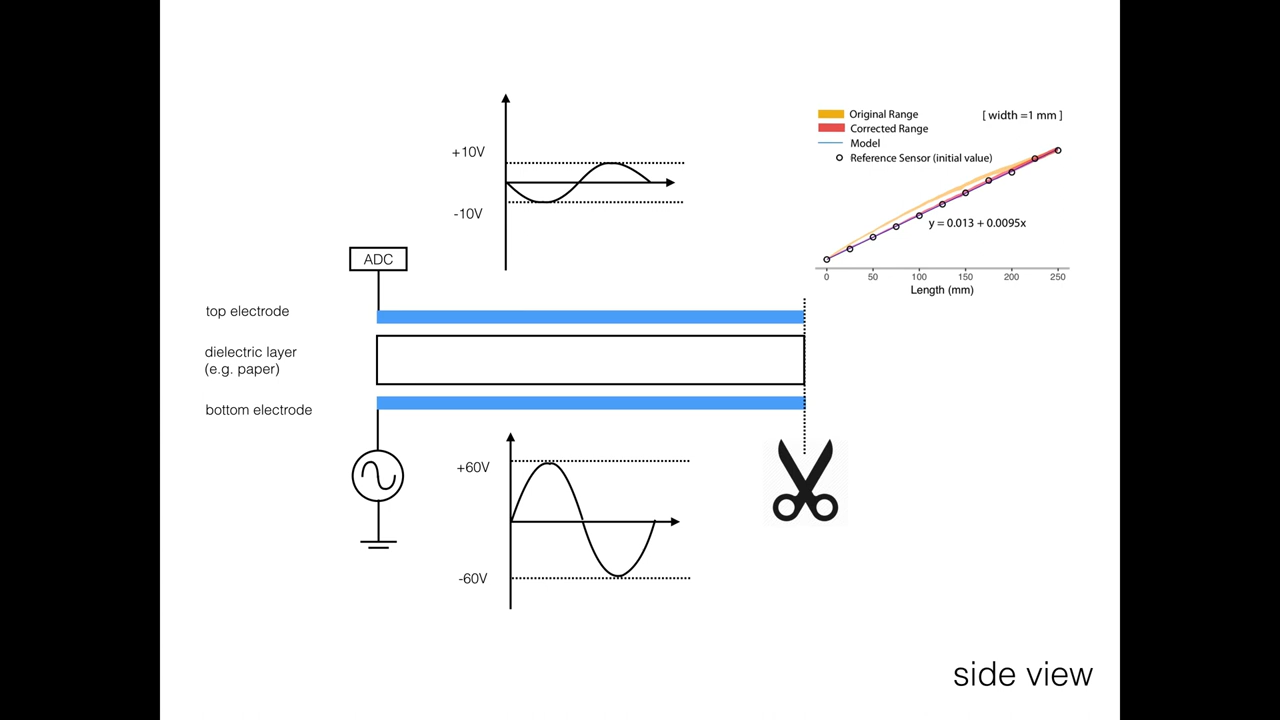 +10V
-10V
Original Range
[ width =1 mm ]
Corrected Range
Model
Reference Sensor (initial value)
y = 0.013 + 0.0095x
0 50 100 150 200 250
Length (mm)
ADC
top electrode
dielectric layer
(e.g. paper)
bottom electrode
+60V
-60V
side view